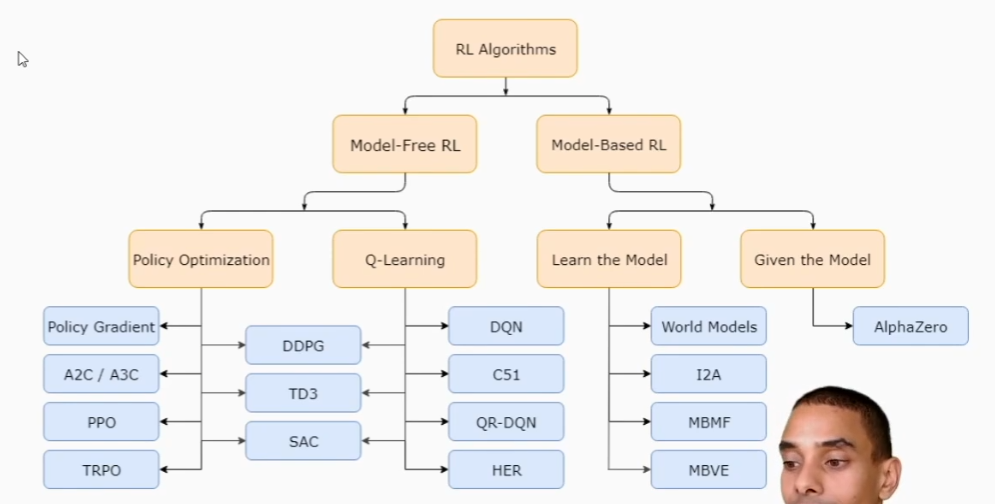 RL Algorithms
Model-Free RL
Model-Based RL
Policy Optimization
Q-Learning
Learn the Model
Given the Model
Policy Gradient
DDPG
DQN
World Models
AlphaZero
A2C / A3C
TD3
C51
I2A
PPO
SAC
QR-DQN
MBMF
TRPO
HER
MBVE